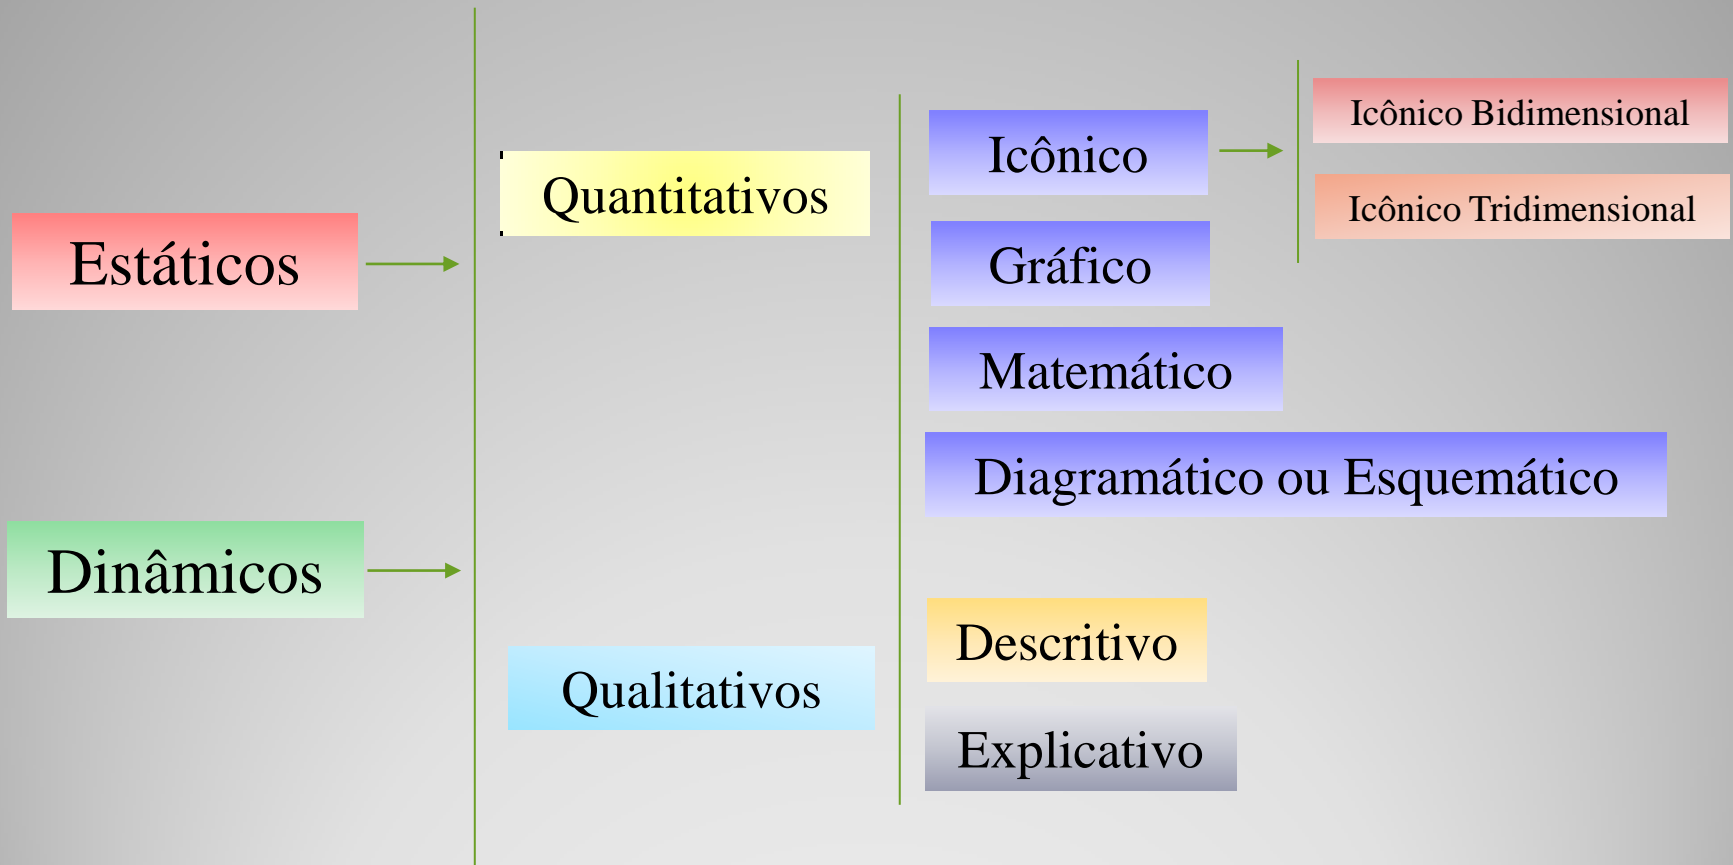 Estáticos
Dinâmicos
Quantitativos
Qualitativos
Icônico
Gráfico
Matemático
Diagramático ou Esquemático
Descritivo
Explicativo
Icônico Bidimensional
Icônico Tridimensional